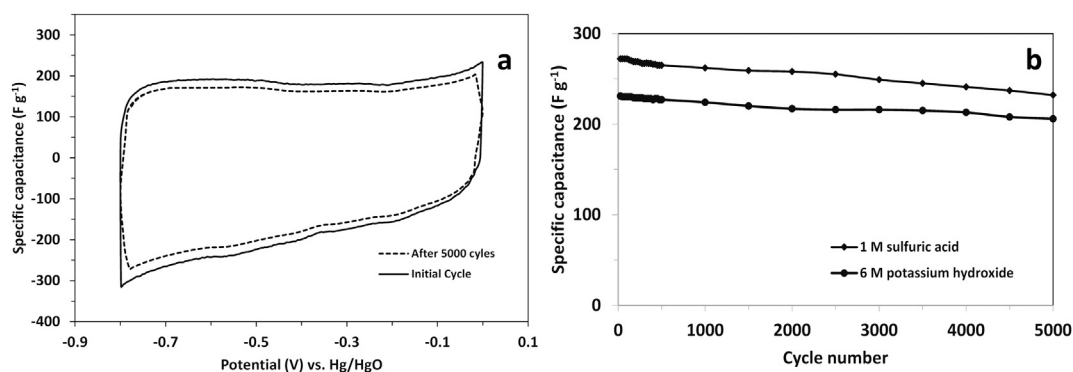 a
300
200
100
0
-100
-200
-300
-400
Specific capacitance (F g⁻¹)
After 5000 cyles
Initial Cycle
-0.9
-0.7
-0.5
-0.3
-0.1
0.1
Potential (V) vs. Hg/HgO
b
300
200
100
0
Specific capacitance (F g⁻¹)
1 M sulfuric acid
6 M potassium hydroxide
0
1000
2000
3000
4000
5000
Cycle number